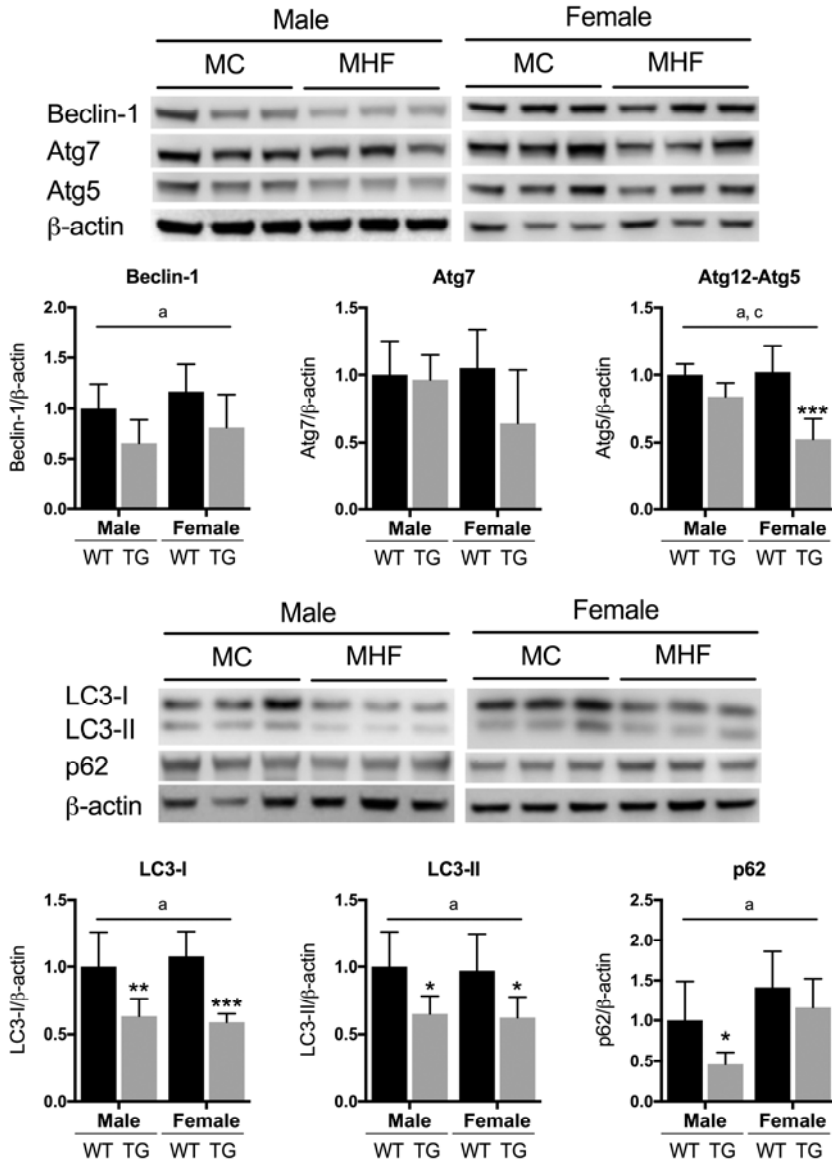 Male Female
MC MHF MC MHF
Beclin-1
Atg7
Atg5
β-actin
Beclin-1
a
Beclin-1/β-actin
2.0
1.5
1.0
0.5
0.0
Male Female
WT TG WT TG
Atg7
Atg7/β-actin
1.5
1.0
0.5
0.0
Male Female
WT TG WT TG
Atg12-Atg5
a, c
***
Atg5/β-actin
1.5
1.0
0.5
0.0
Male Female
WT TG WT TG
Male Female
MC MHF MC MHF
LC3-I
LC3-II
p62
β-actin
LC3-I
a
** ***
LC3-I/β-actin
1.5
1.0
0.5
0.0
Male Female
WT TG WT TG
LC3-II
a
* *
LC3-II/β-actin
1.5
1.0
0.5
0.0
Male Female
WT TG WT TG
p62
a
*
p62/β-actin
2.5
2.0
1.5
1.0
0.5
0.0
Male Female
WT TG WT TG